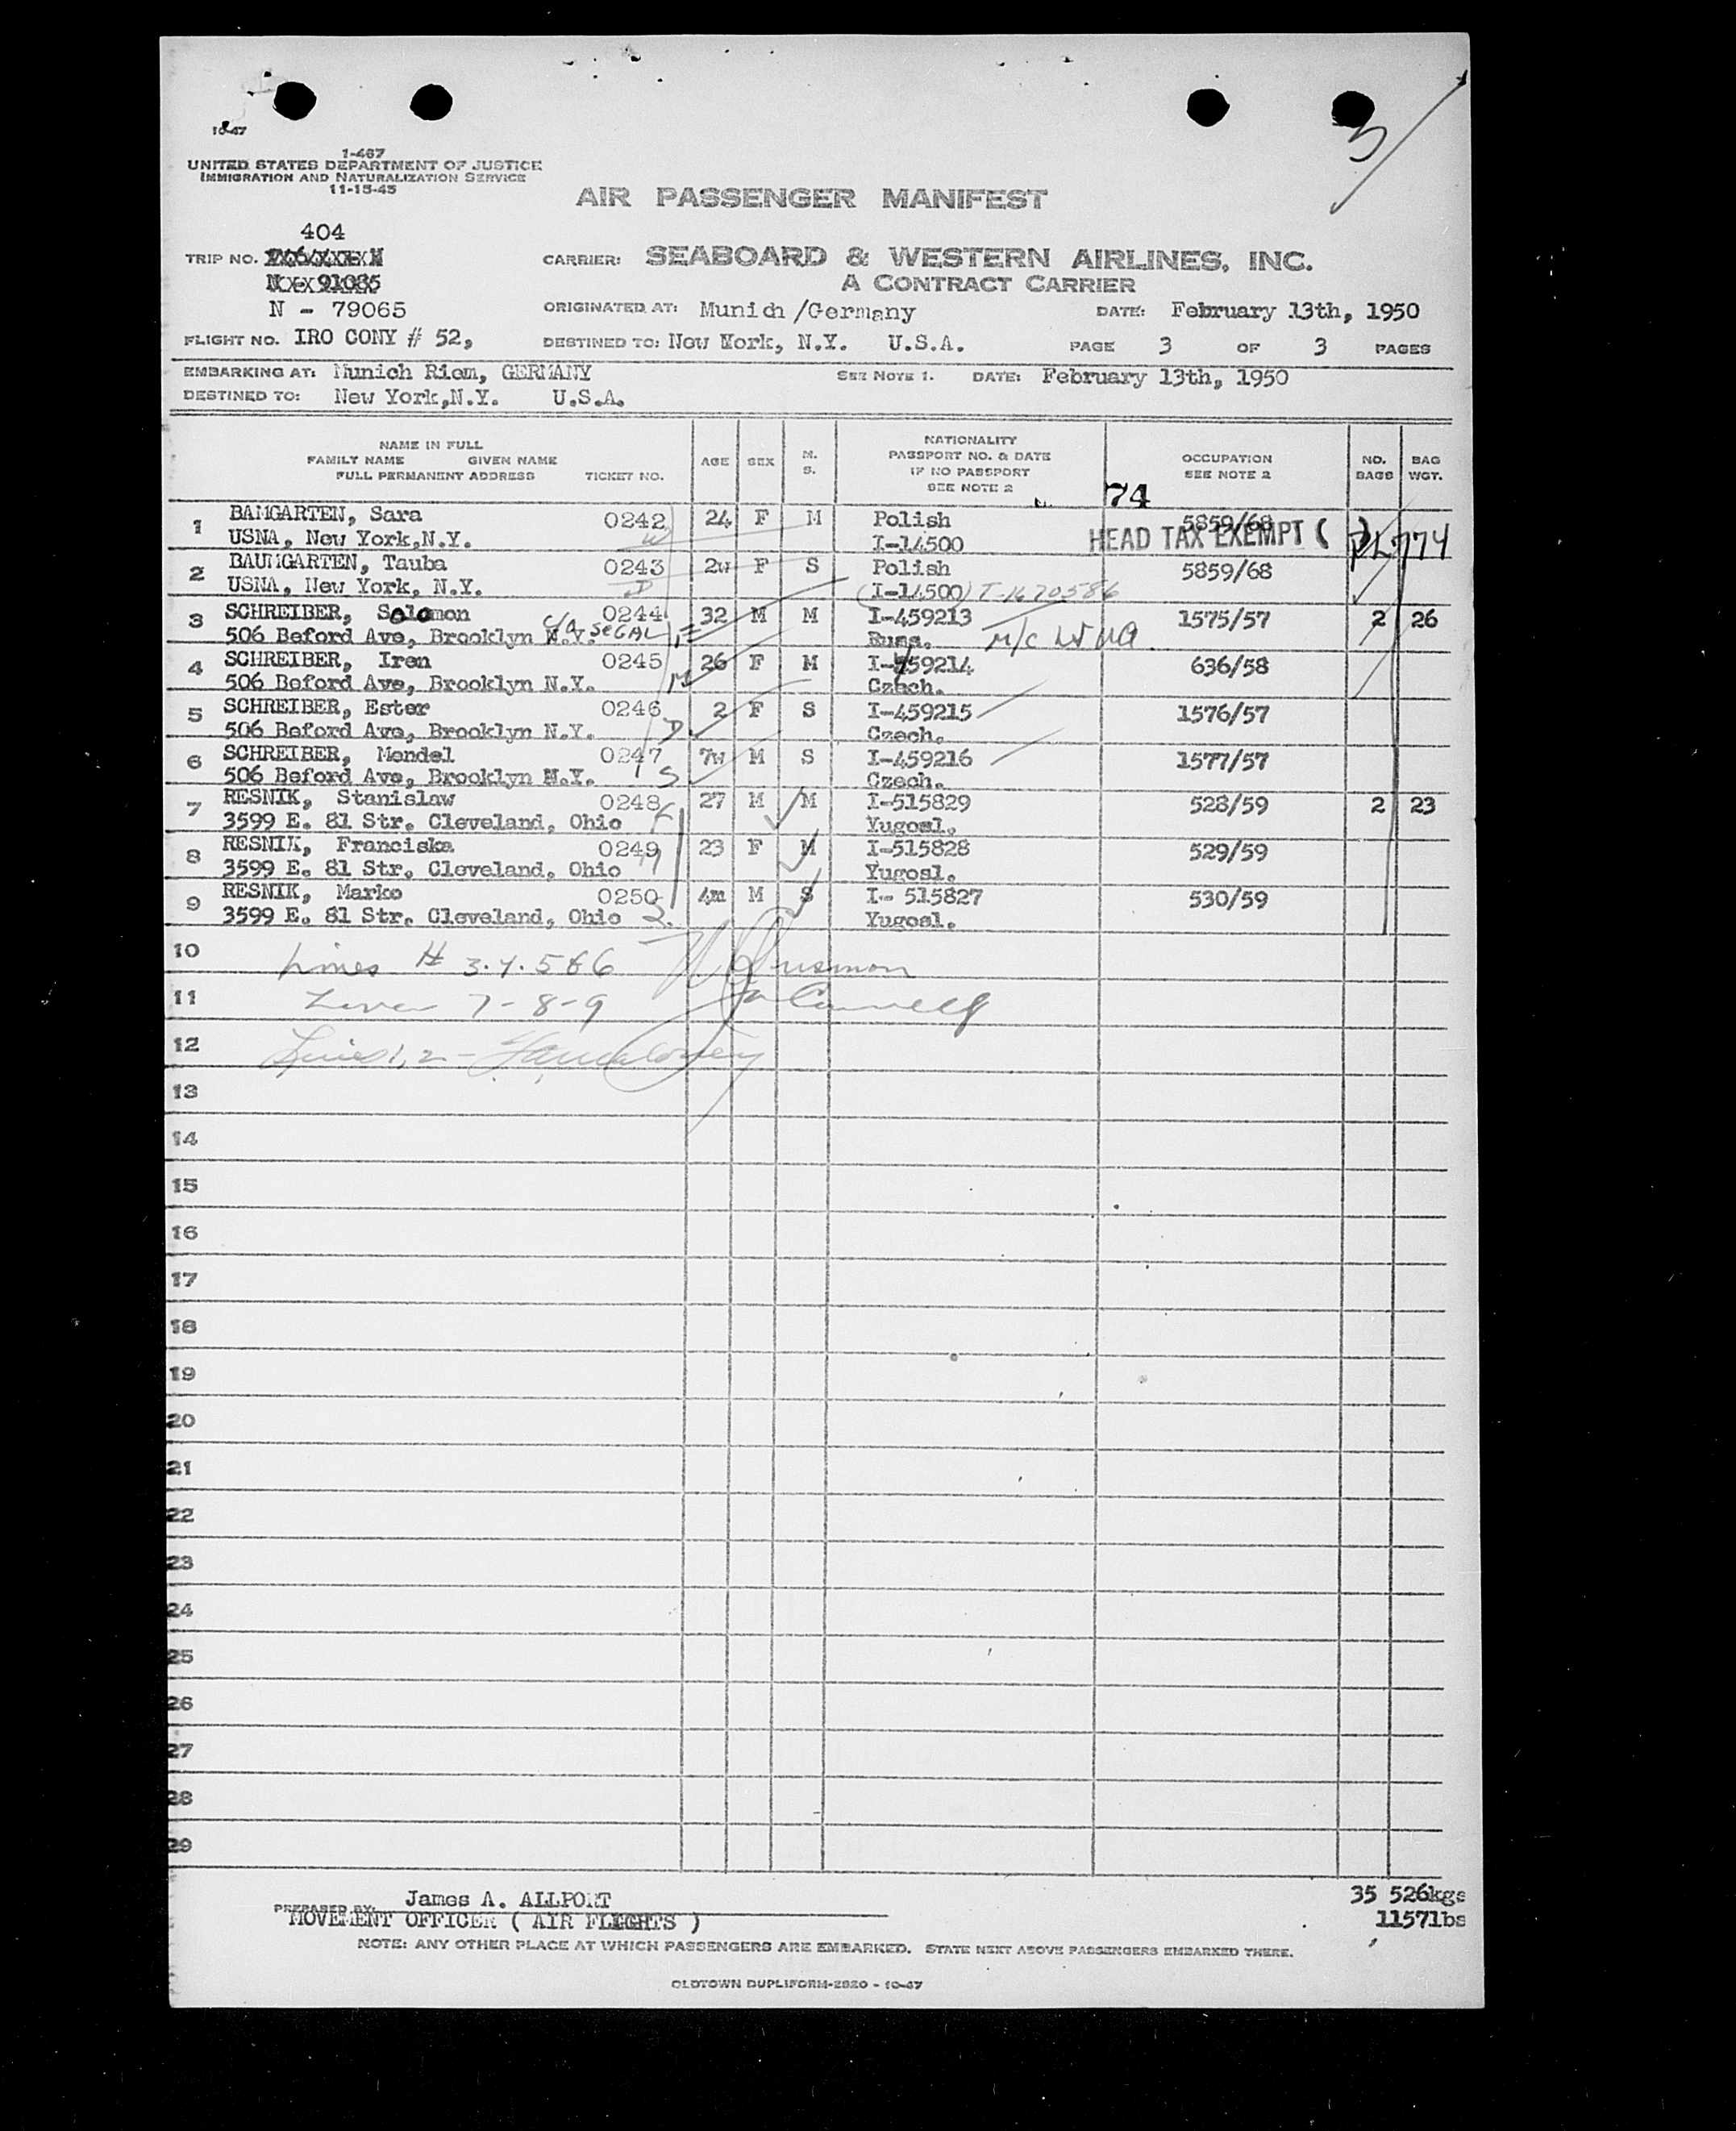 3
10-47
1-467
UNITED STATES DEPARTMENT OF JUSTICE
IMMIGRATION AND NATURALIZATION SERVICE
11-15-45
AIR PASSENGER MANIFEST
404
TRIP NO.
N - 79065
CARRIER: SEABOARD & WESTERN AIRLINES, INC.
A CONTRACT CARRIER
ORIGINATED AT: Munich /Germany DATE: February 13th, 1950
FLIGHT NO. IRO CONY # 52, DESTINED TO: New York, N.Y. U.S.A. PAGE 3 OF 3 PAGES
EMBARKING AT: Munich Riem, GERMANY SEE NOTE 1. DATE: February 13th, 1950
DESTINED TO: New York,N.Y. U.S.A.
NAME IN FULL
FAMILY NAME GIVEN NAME
FULL PERMANENT ADDRESS TICKET NO. AGE SEX M. S. NATIONALITY PASSPORT NO. & DATE IF NO PASSPORT SEE NOTE 2 OCCUPATION SEE NOTE 2 NO. BAGS BAG WGT.
74
HEAD TAX EXEMPT ( ) PL 774
1 BAMGARTEN, Sara 0242 24 F M Polish 5859/68
USNA, New York,N.Y. I-14500
2 BAUMGARTEN, Tauba 0243 2w F S Polish 5859/68
USNA, New York, N.Y. (I-14500) T-1670586
3 SCHREIBER, Solomon 0244 32 M M I-459213 1575/57 2 26
506 Beford Ave, Brooklyn N.Y. c/o SEGAL Russ.
4 SCHREIBER, Iren 0245 26 F M I-459214 636/58
506 Beford Ave, Brooklyn N.Y. Czech.
5 SCHREIBER, Ester 0246 2 F S I-459215 1576/57
506 Beford Ave, Brooklyn N.Y. Czech.
6 SCHREIBER, Mendel 0247 7w M S I-459216 1577/57
506 Beford Ave, Brooklyn N.Y. Czech.
7 RESNIK, Stanislaw 0248 27 M M I-515829 528/59 2 23
3599 E. 81 Str. Cleveland, Ohio Yugosl.
8 RESNIK, Franciska 0249 23 F M I-515828 529/59
3599 E. 81 Str. Cleveland, Ohio Yugosl.
9 RESNIK, Marko 0250 4m M S I- 515827 530/59
3599 E. 81 Str. Cleveland, Ohio Yugosl.
10 Lines # 3.4.5&6
11 7-8-9
12 Lines 1, 2 -
13
14
15
16
17
18
19
20
21
22
23
24
25
26
27
28
29
35 526kgs
1157lbs
PREPARED BY: James A. ALLPORT
MOVEMENT OFFICER ( AIR FLIGHTS )
NOTE: ANY OTHER PLACE AT WHICH PASSENGERS ARE EMBARKED. STATE NEXT ABOVE PASSENGERS EMBARKED THERE.
OLDTOWN DUPLIFORM-2820 - 10-47